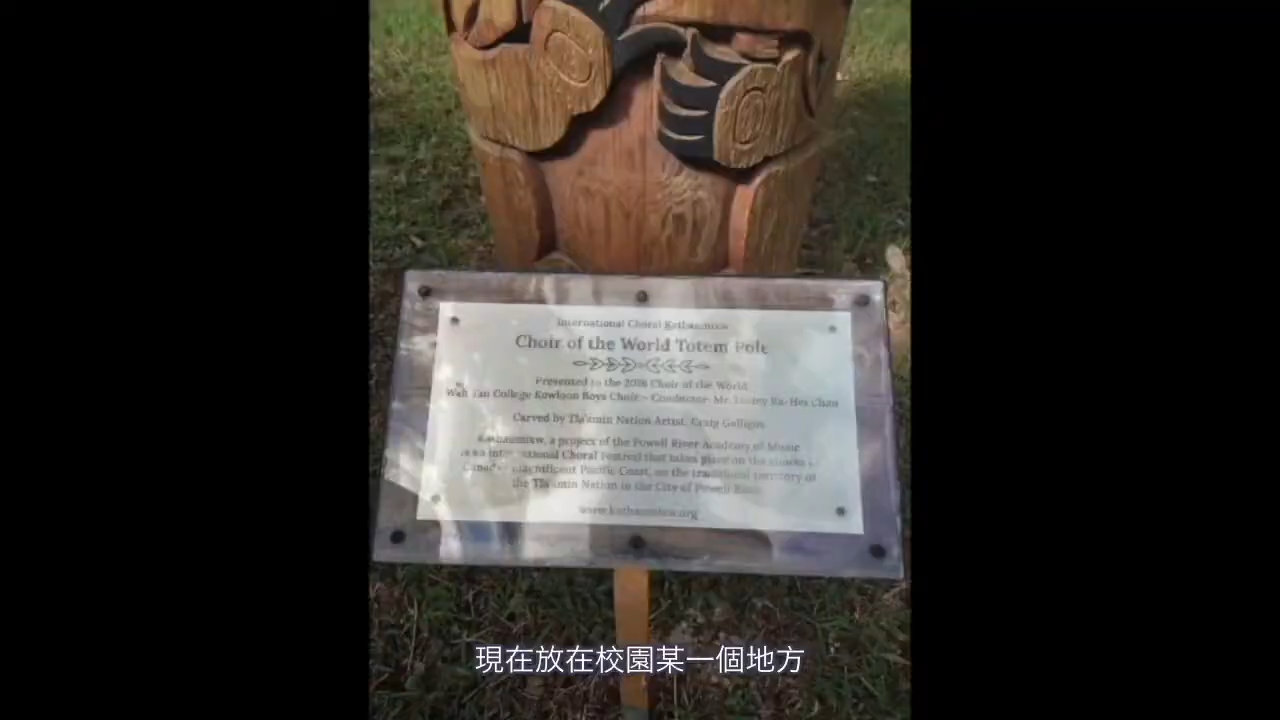 International Choral Kathaumixw
Choir of the World Totem Pole
Presented to the 2018 Choir of the World
Wah Yan College Kowloon Boys Choir ~ Conductor: Mr. Ka-Hei Chan
Carved by Tla'amin Nation Artist, Craig Galligos
Kathaumixw, a project of the Powell River Academy of Music
is an International Choral Festival that takes place on the shores of
Canada's magnificent Pacific Coast, on the traditional territory of
the Tla'amin Nation in the City of Powell River
www.kathaumixw.org
現在放在校園某一個地方